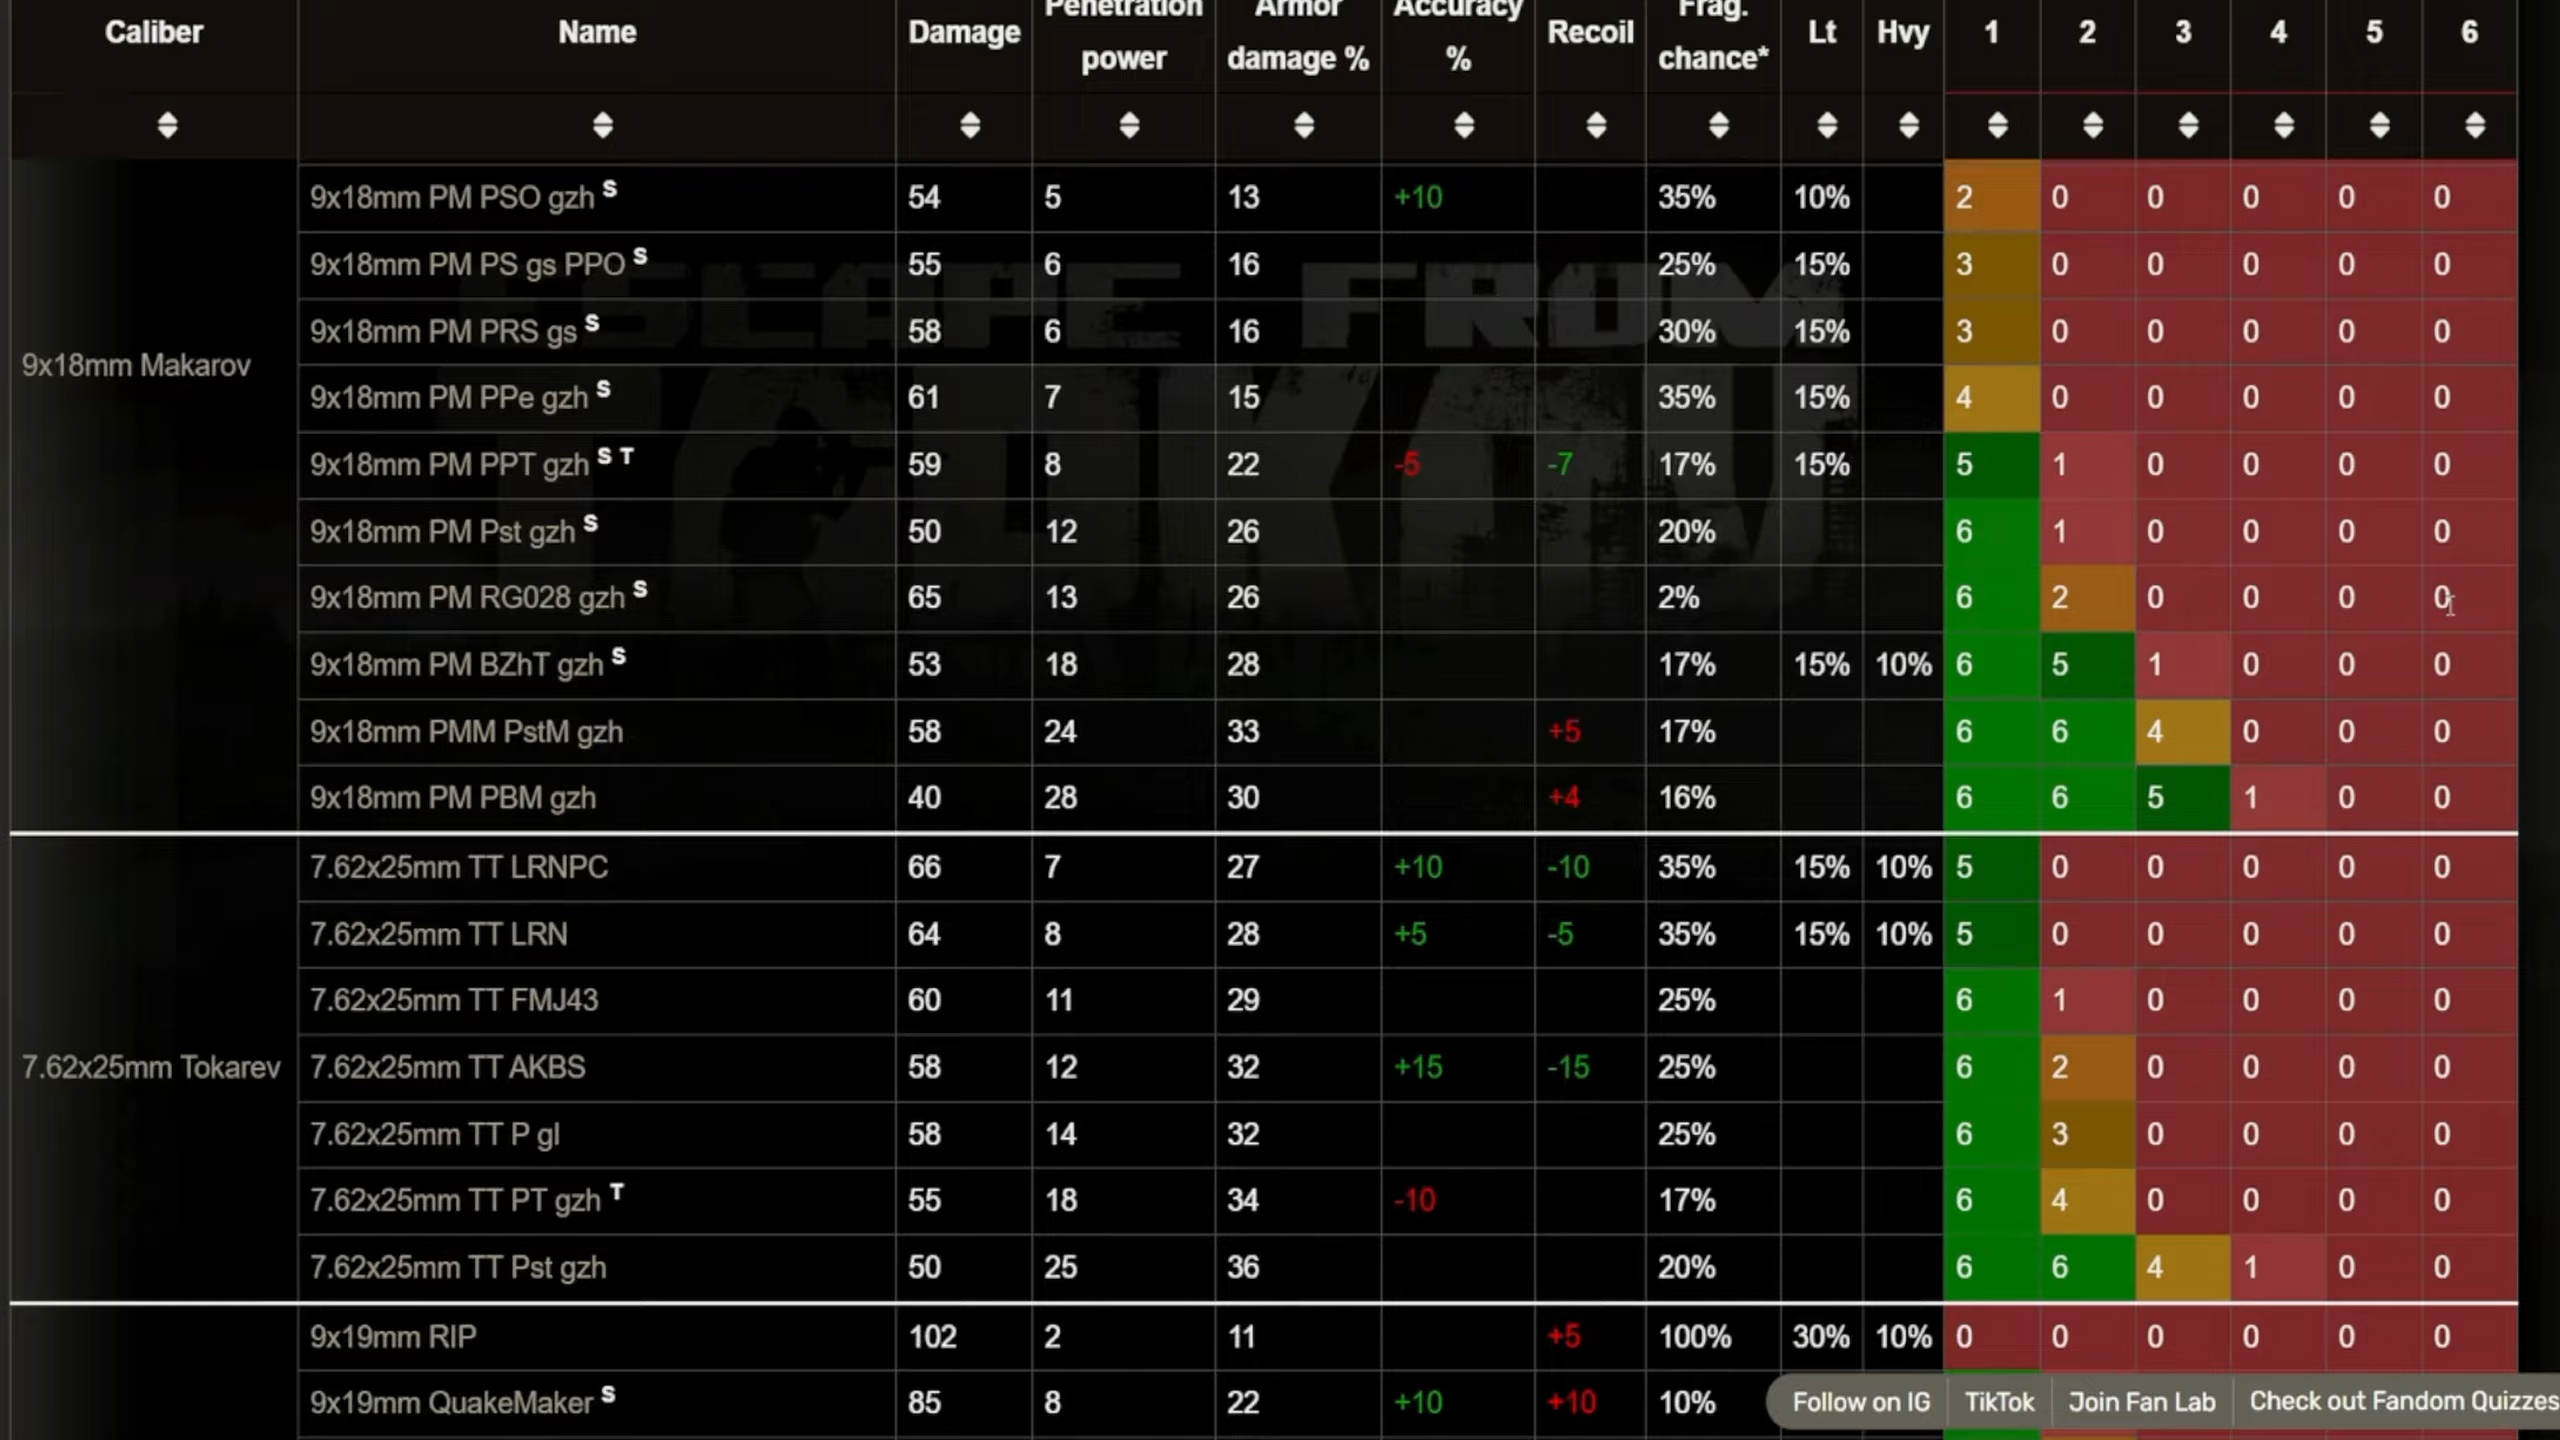 Caliber Name Damage Penetration power Armor damage % Accuracy % Recoil Frag. chance* Lt Hvy 1 2 3 4 5 6
9x18mm Makarov
9x18mm PM PSO gzh S 54 5 13 +10 35% 10% 2 0 0 0 0 0
9x18mm PM PS gs PPO S 55 6 16 25% 15% 3 0 0 0 0 0
9x18mm PM PRS gs S 58 6 16 30% 15% 3 0 0 0 0 0
9x18mm PM PPe gzh S 61 7 15 35% 15% 4 0 0 0 0 0
9x18mm PM PPT gzh S T 59 8 22 -5 -7 17% 15% 5 1 0 0 0 0
9x18mm PM Pst gzh S 50 12 26 20% 6 1 0 0 0 0
9x18mm PM RG028 gzh S 65 13 26 2% 6 2 0 0 0 0
9x18mm PM BZhT gzh S 53 18 28 17% 15% 10% 6 5 1 0 0 0
9x18mm PMM PstM gzh 58 24 33 +5 17% 6 6 4 0 0 0
9x18mm PM PBM gzh 40 28 30 +4 16% 6 6 5 1 0 0
7.62x25mm Tokarev
7.62x25mm TT LRNPC 66 7 27 +10 -10 35% 15% 10% 5 0 0 0 0 0
7.62x25mm TT LRN 64 8 28 +5 -5 35% 15% 10% 5 0 0 0 0 0
7.62x25mm TT FMJ43 60 11 29 25% 6 1 0 0 0 0
7.62x25mm TT AKBS 58 12 32 +15 -15 25% 6 2 0 0 0 0
7.62x25mm TT P gl 58 14 32 25% 6 3 0 0 0 0
7.62x25mm TT PT gzh T 55 18 34 -10 17% 6 4 0 0 0 0
7.62x25mm TT Pst gzh 50 25 36 20% 6 6 4 1 0 0
9x19mm RIP 102 2 11 +5 100% 30% 10% 0 0 0 0 0 0
9x19mm QuakeMaker S 85 8 22 +10 +10 10%
Follow on IG TikTok Join Fan Lab Check out Fandom Quizzes
ESCAPE FROM
TARKOV